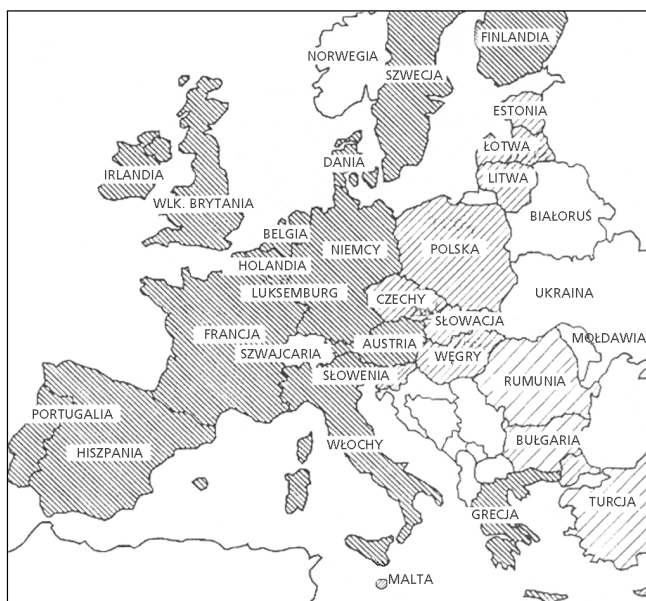 FINLANDIA
NORWEGIA
SZWECJA
ESTONIA
ŁOTWA
DANIA
IRLANDIA
LITWA
WLK. BRYTANIA
BIAŁORUŚ
BELGIA
NIEMCY
POLSKA
HOLANDIA
LUKSEMBURG
CZECHY
UKRAINA
SŁOWACJA
FRANCJA
AUSTRIA
MOŁDAWIA
SZWAJCARIA
WĘGRY
SŁOWENIA
RUMUNIA
PORTUGALIA
BUŁGARIA
WŁOCHY
HISZPANIA
TURCJA
GRECJA
MALTA